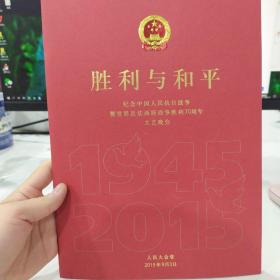 胜利与和平
纪念中国人民抗日战争
暨世界反法西斯战争胜利70周年
文艺晚会
1945
2015
人民大会堂
2015年9月3日